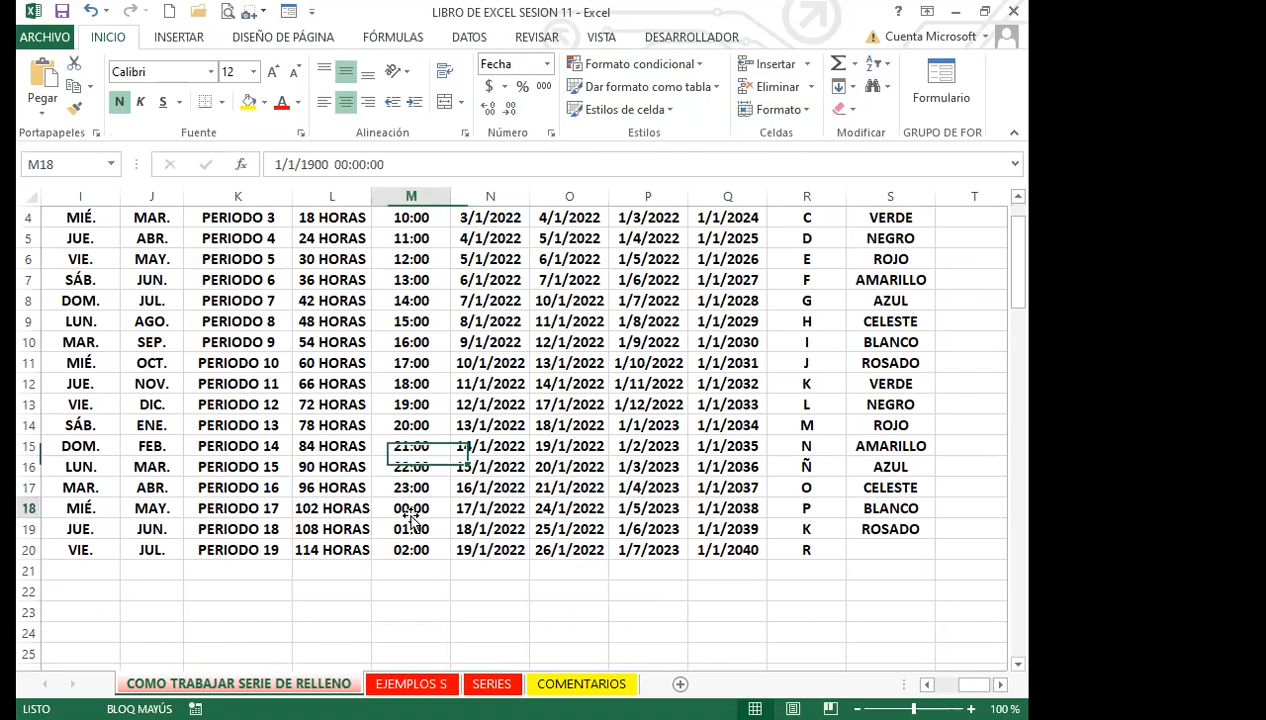 LIBRO DE EXCEL SESION 11 - Excel
ARCHIVO INICIO INSERTAR DISEÑO DE PÁGINA FÓRMULAS DATOS REVISAR VISTA DESARROLLADOR Cuenta Microsoft
Calibri 12 Fecha Formato condicional Insertar
Pegar N K S $ % 000 Dar formato como tabla Eliminar Formulario
Estilos de celda Formato
Portapapeles Fuente Alineación Número Estilos Celdas Modificar GRUPO DE FOR
M18 fx 1/1/1900 00:00:00
I J K L M N O P Q R S T
4 MIÉ. MAR. PERIODO 3 18 HORAS 10:00 3/1/2022 4/1/2022 1/3/2022 1/1/2024 C VERDE
5 JUE. ABR. PERIODO 4 24 HORAS 11:00 4/1/2022 5/1/2022 1/4/2022 1/1/2025 D NEGRO
6 VIE. MAY. PERIODO 5 30 HORAS 12:00 5/1/2022 6/1/2022 1/5/2022 1/1/2026 E ROJO
7 SÁB. JUN. PERIODO 6 36 HORAS 13:00 6/1/2022 7/1/2022 1/6/2022 1/1/2027 F AMARILLO
8 DOM. JUL. PERIODO 7 42 HORAS 14:00 7/1/2022 10/1/2022 1/7/2022 1/1/2028 G AZUL
9 LUN. AGO. PERIODO 8 48 HORAS 15:00 8/1/2022 11/1/2022 1/8/2022 1/1/2029 H CELESTE
10 MAR. SEP. PERIODO 9 54 HORAS 16:00 9/1/2022 12/1/2022 1/9/2022 1/1/2030 I BLANCO
11 MIÉ. OCT. PERIODO 10 60 HORAS 17:00 10/1/2022 13/1/2022 1/10/2022 1/1/2031 J ROSADO
12 JUE. NOV. PERIODO 11 66 HORAS 18:00 11/1/2022 14/1/2022 1/11/2022 1/1/2032 K VERDE
13 VIE. DIC. PERIODO 12 72 HORAS 19:00 12/1/2022 17/1/2022 1/12/2022 1/1/2033 L NEGRO
14 SÁB. ENE. PERIODO 13 78 HORAS 20:00 13/1/2022 18/1/2022 1/1/2023 1/1/2034 M ROJO
15 DOM. FEB. PERIODO 14 84 HORAS 21:00 14/1/2022 19/1/2022 1/2/2023 1/1/2035 N AMARILLO
16 LUN. MAR. PERIODO 15 90 HORAS 22:00 15/1/2022 20/1/2022 1/3/2023 1/1/2036 Ñ AZUL
17 MAR. ABR. PERIODO 16 96 HORAS 23:00 16/1/2022 21/1/2022 1/4/2023 1/1/2037 O CELESTE
18 MIÉ. MAY. PERIODO 17 102 HORAS 00:00 17/1/2022 24/1/2022 1/5/2023 1/1/2038 P BLANCO
19 JUE. JUN. PERIODO 18 108 HORAS 01:00 18/1/2022 25/1/2022 1/6/2023 1/1/2039 K ROSADO
20 VIE. JUL. PERIODO 19 114 HORAS 02:00 19/1/2022 26/1/2022 1/7/2023 1/1/2040 R
21
22
23
24
25
COMO TRABAJAR SERIE DE RELLENO EJEMPLOS S SERIES COMENTARIOS
LISTO BLOQ MAYÚS 100 %